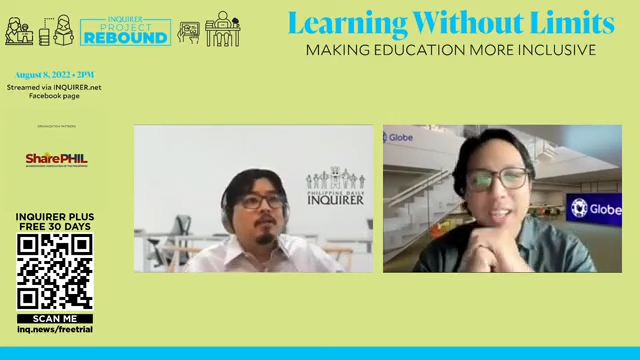 INQUIRER
PROJECT
REBOUND
Learning Without Limits
MAKING EDUCATION MORE INCLUSIVE
August 8, 2022 • 2PM
Streamed via INQUIRER.net
Facebook page
SharePHIL
INQUIRER PLUS
FREE 30 DAYS
SCAN ME
inq.news/freetrial
PHILIPPINE DAILY
INQUIRER
Globe
Globe